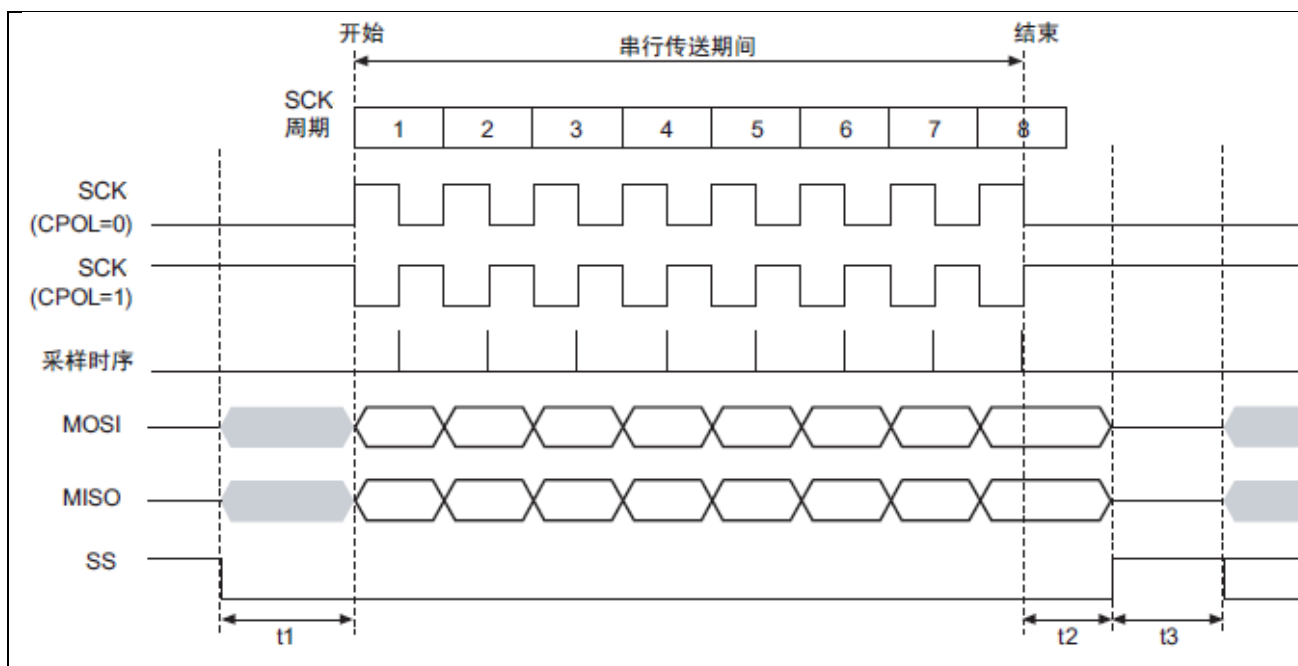 开始
串行传送期间
结束
SCK
周期
1 2 3 4 5 6 7 8
SCK
(CPOL=0)
SCK
(CPOL=1)
采样时序
MOSI
MISO
SS
t1
t2
t3